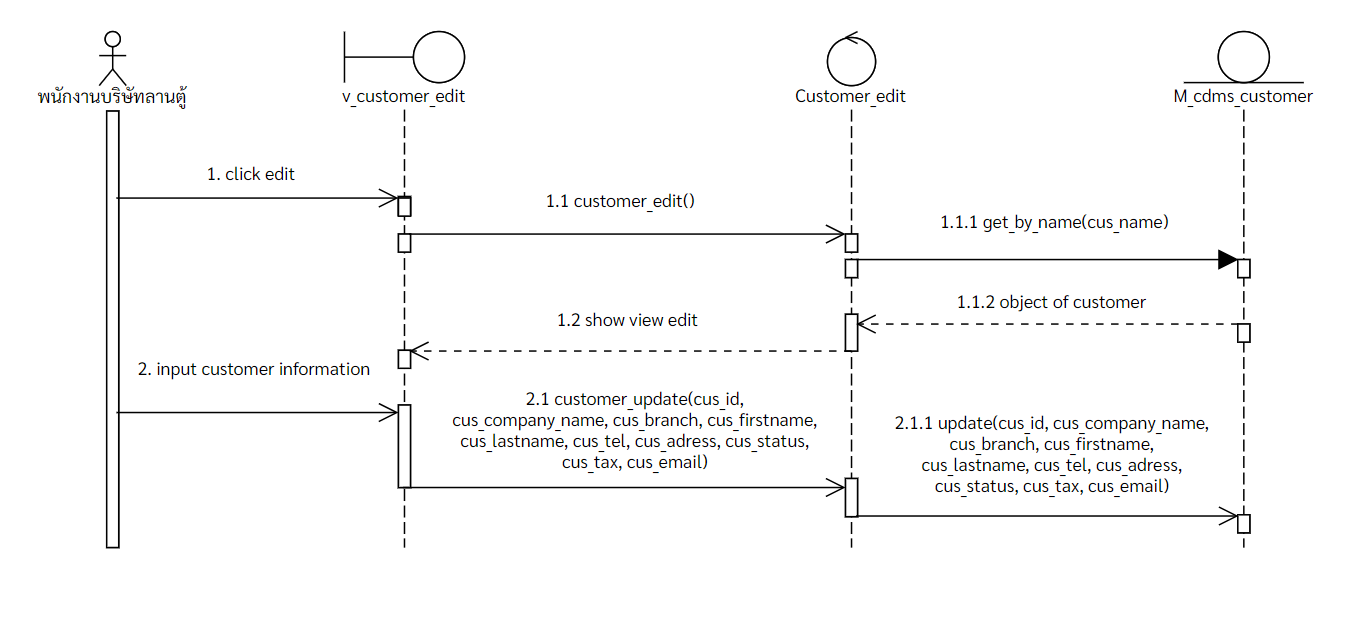 พนักงานบริษัทลานตู้
v_customer_edit
Customer_edit
M_cdms_customer
1. click edit
1.1 customer_edit()
1.1.1 get_by_name(cus_name)
1.1.2 object of customer
1.2 show view edit
2. input customer information
2.1 customer_update(cus_id,
cus_company_name, cus_branch, cus_firstname,
cus_lastname, cus_tel, cus_adress, cus_status,
cus_tax, cus_email)
2.1.1 update(cus_id, cus_company_name,
cus_branch, cus_firstname,
cus_lastname, cus_tel, cus_adress,
cus_status, cus_tax, cus_email)